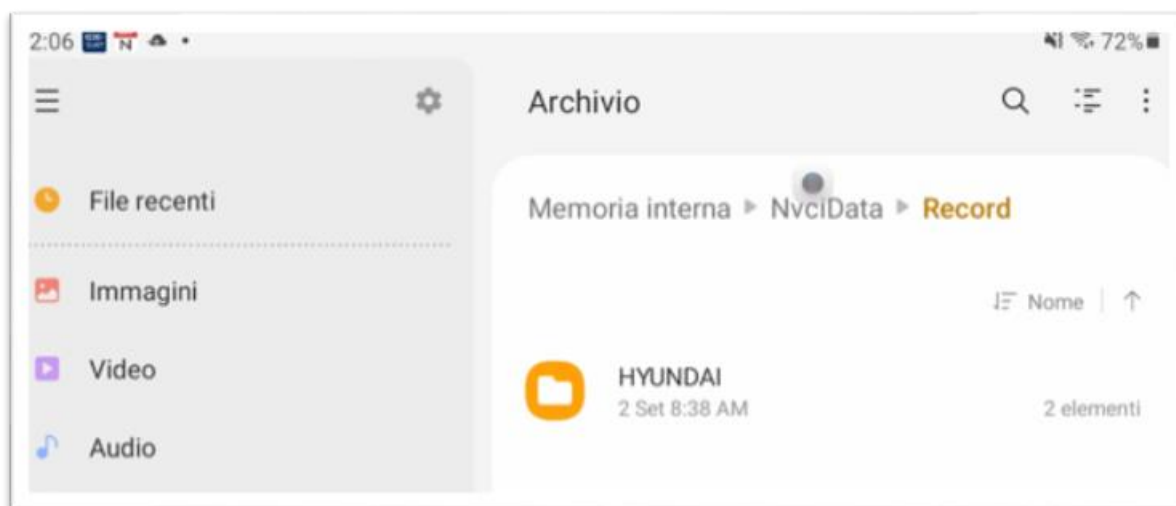 2:06 72%
Archivio
File recenti
Memoria interna ▸ NvciData ▸ Record
Immagini
Nome
Video
HYUNDAI
2 Set 8:38 AM 2 elementi
Audio